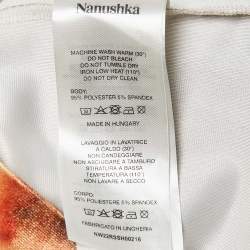 Nanushka
MACHINE WASH WARM (30°)
DO NOT BLEACH
DO NOT TUMBLE DRY
IRON LOW HEAT (110°)
DO NOT DRY CLEAN
BODY:
95% POLYESTER 5% SPANDEX
MADE IN HUNGARY
LAVAGGIO IN LAVATRICE
A CALDO (30°)
NON CANDEGGIARE
NON ASCIUGARE A TAMBURO
STIRATURA A BASSA
TEMPERATURA (110°)
NON LAVARE A SECCO
CORPO:
95% POLYESTERE 5% SPANDEX
FABBRICATO IN UNGHERIA
NW22RSSH00216